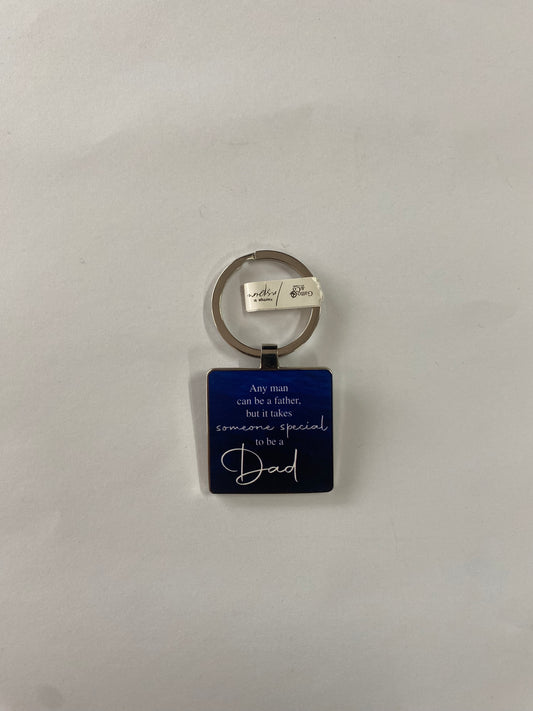 Any man
can be a father,
but it takes
someone special
to be a
Dad